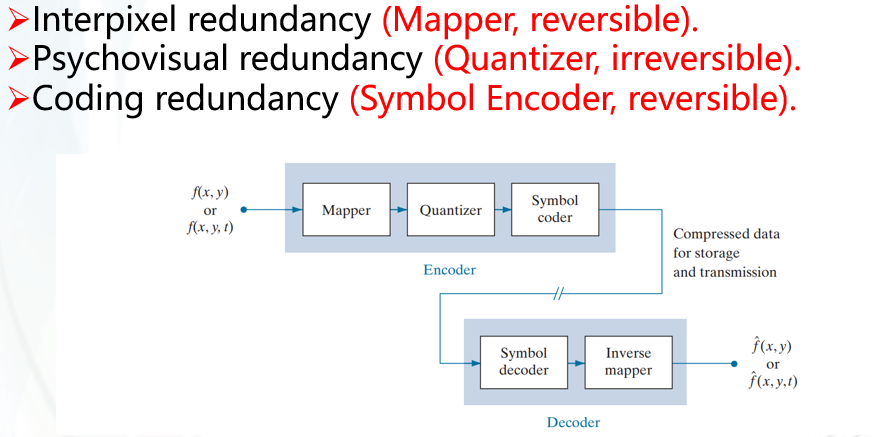 ➢Interpixel redundancy (Mapper, reversible).
➢Psychovisual redundancy (Quantizer, irreversible).
➢Coding redundancy (Symbol Encoder, reversible).
f(x, y)
or
f(x, y, t)
Mapper
Quantizer
Symbol
coder
Encoder
Compressed data
for storage
and transmission
Symbol
decoder
Inverse
mapper
Decoder
f̂(x, y)
or
f̂(x,y,t)